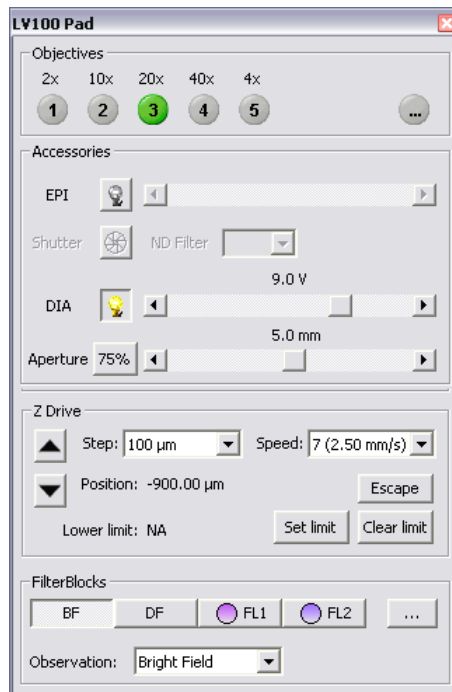 LV100 Pad
Objectives
2x 10x 20x 40x 4x
1 2 3 4 5 ...
Accessories
EPI
Shutter ND Filter
9.0 V
DIA
5.0 mm
Aperture 75%
Z Drive
Step: 100 µm Speed: 7 (2.50 mm/s)
Position: -900.00 µm Escape
Lower limit: NA Set limit Clear limit
FilterBlocks
BF DF FL1 FL2 ...
Observation: Bright Field